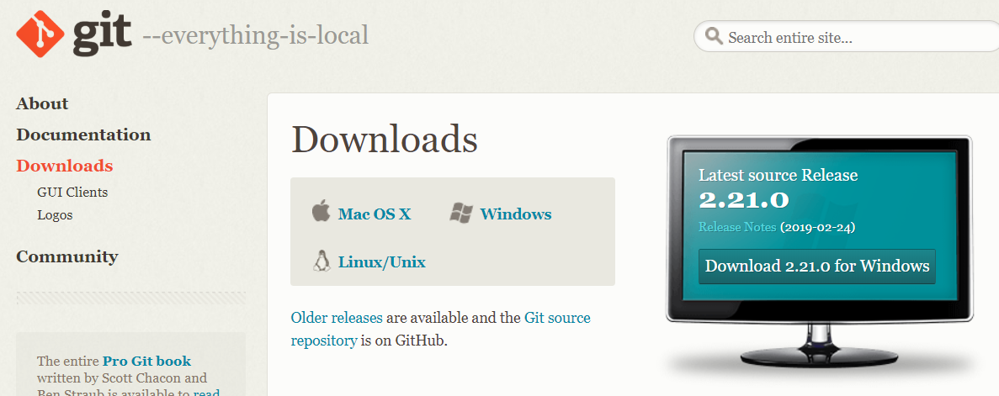 git --everything-is-local
Search entire site...
About
Documentation
Downloads
GUI Clients
Logos
Community
The entire Pro Git book
written by Scott Chacon and
Ben Straub is available to read
Downloads
Mac OS X
Windows
Linux/Unix
Older releases are available and the Git source
repository is on GitHub.
Latest source Release
2.21.0
Release Notes (2019-02-24)
Download 2.21.0 for Windows